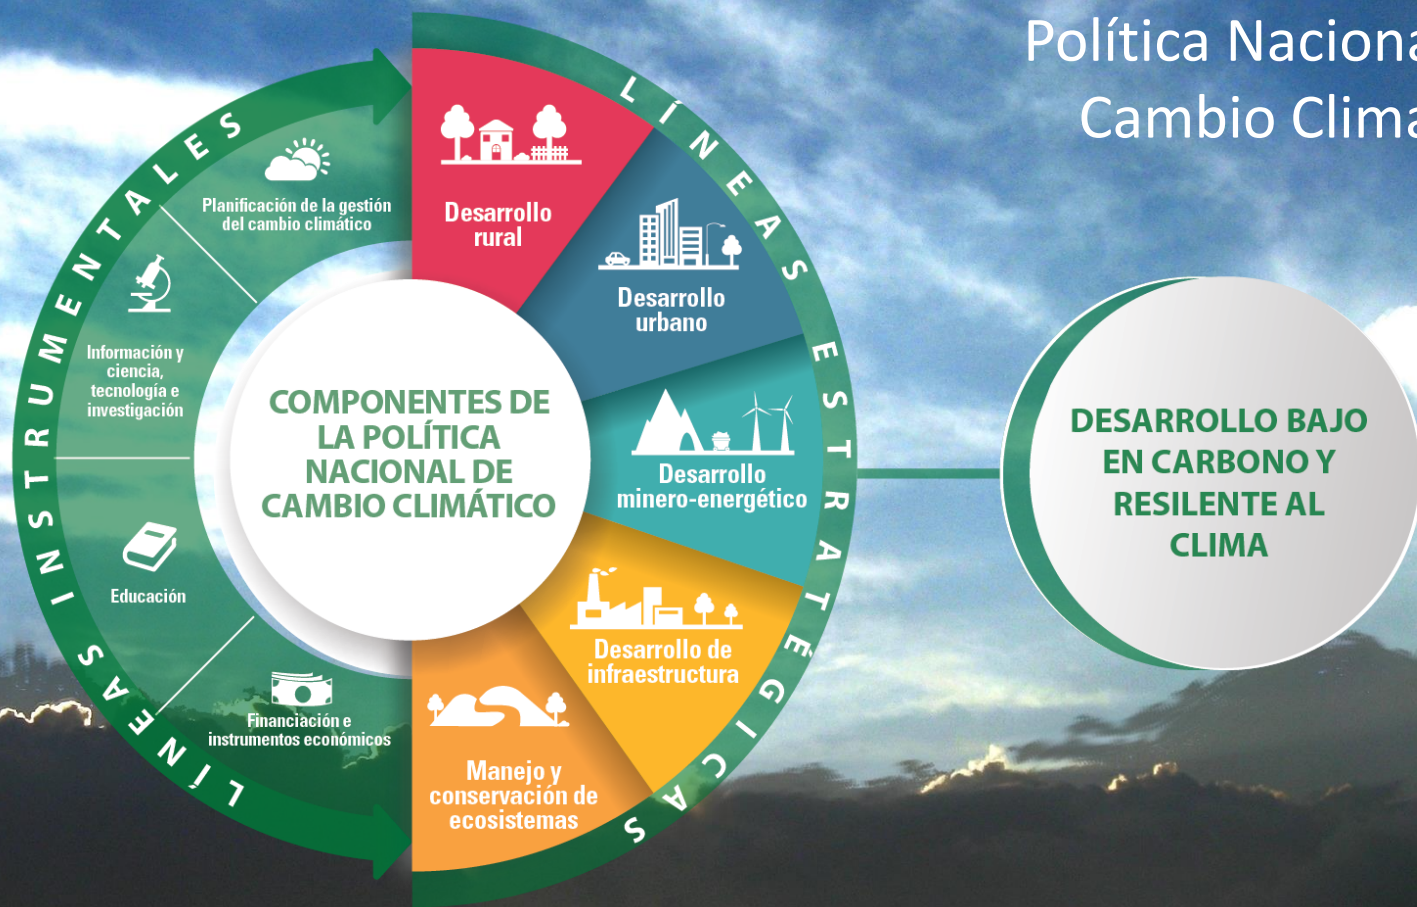 Política Naciona
Cambio Clima
LÍNEAS INSTRUMENTALES
Planificación de la gestión
del cambio climático
Información y
ciencia,
tecnología e
investigación
Educación
Financiación e
instrumentos económicos
COMPONENTES DE
LA POLÍTICA
NACIONAL DE
CAMBIO CLIMÁTICO
LÍNEAS ESTRATÉGICAS
Desarrollo
rural
Desarrollo
urbano
Desarrollo
minero-energético
Desarrollo de
infraestructura
Manejo y
conservación de
ecosistemas
DESARROLLO BAJO
EN CARBONO Y
RESILENTE AL
CLIMA